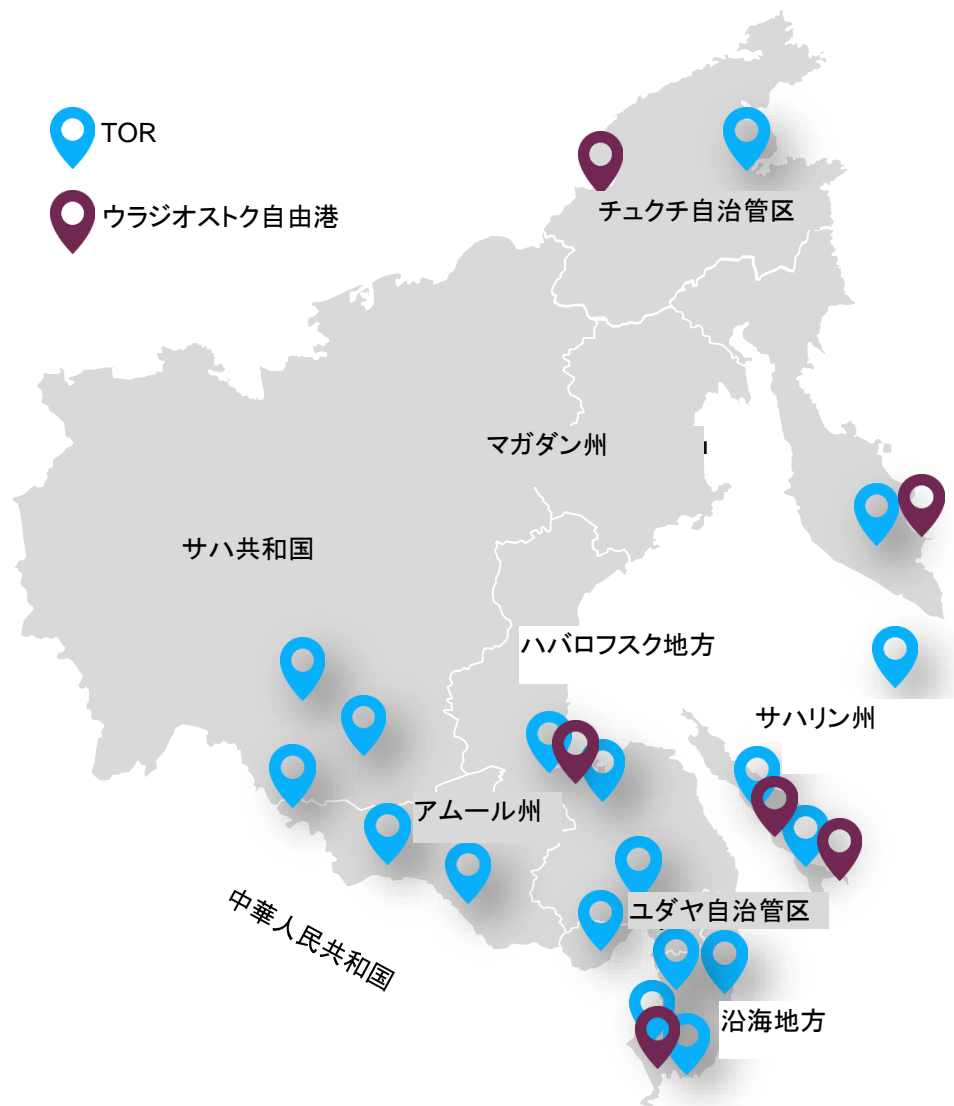 TOR
ウラジオストク自由港
チュクチ自治管区
マガダン州
サハ共和国
ハバロフスク地方
サハリン州
アムール州
中華人民共和国
ユダヤ自治管区
沿海地方